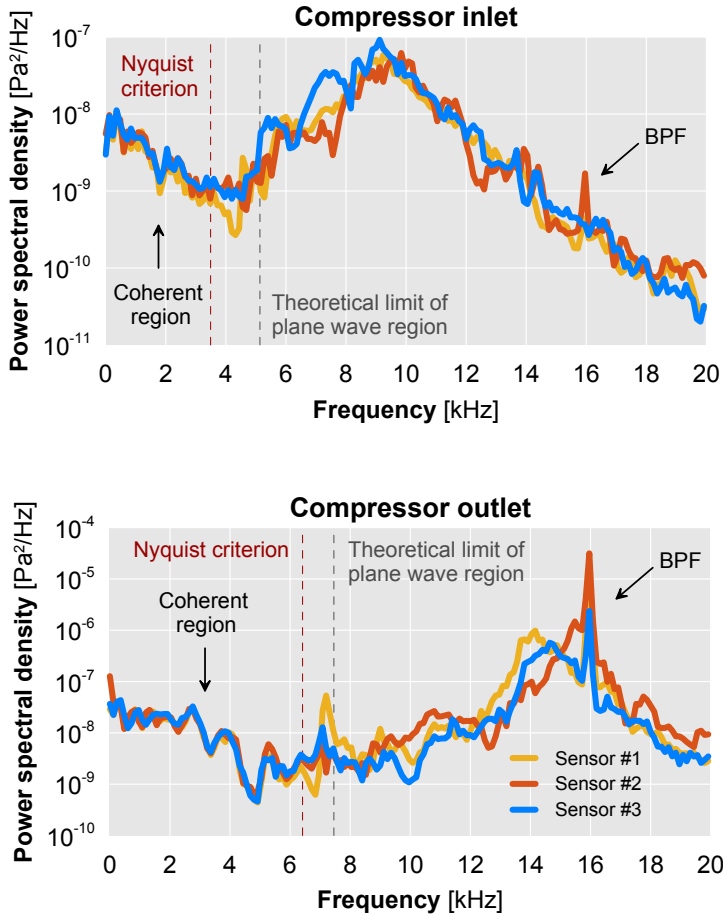 Compressor inlet
Power spectral density [Pa²/Hz]
10⁻⁷
10⁻⁸
10⁻⁹
10⁻¹⁰
10⁻¹¹
Nyquist
criterion
BPF
Coherent
region
Theoretical limit of
plane wave region
0 2 4 6 8 10 12 14 16 18 20
Frequency [kHz]
Compressor outlet
Power spectral density [Pa²/Hz]
10⁻⁴
10⁻⁵
10⁻⁶
10⁻⁷
10⁻⁸
10⁻⁹
10⁻¹⁰
Nyquist criterion
Theoretical limit of
plane wave region
BPF
Coherent
region
Sensor #1
Sensor #2
Sensor #3
0 2 4 6 8 10 12 14 16 18 20
Frequency [kHz]